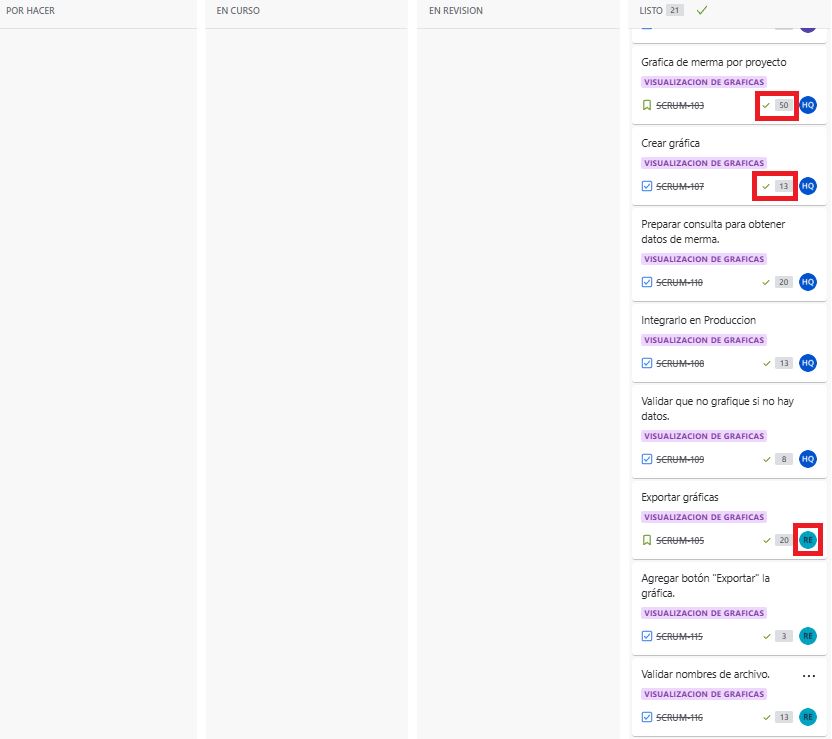 POR HACER
EN CURSO
EN REVISION
LISTO 21
Grafica de merma por proyecto
VISUALIZACION DE GRAFICAS
SCRUM-103 50 HQ
Crear gráfica
VISUALIZACION DE GRAFICAS
SCRUM-107 13 HQ
Preparar consulta para obtener
datos de merma.
VISUALIZACION DE GRAFICAS
SCRUM-110 20 HQ
Integrarlo en Produccion
VISUALIZACION DE GRAFICAS
SCRUM-108 13 HQ
Validar que no grafique si no hay
datos.
VISUALIZACION DE GRAFICAS
SCRUM-109 8 HQ
Exportar gráficas
VISUALIZACION DE GRAFICAS
SCRUM-105 20 RE
Agregar botón "Exportar" la
gráfica.
VISUALIZACION DE GRAFICAS
SCRUM-115 3 RE
Validar nombres de archivo.
VISUALIZACION DE GRAFICAS
SCRUM-116 13 RE